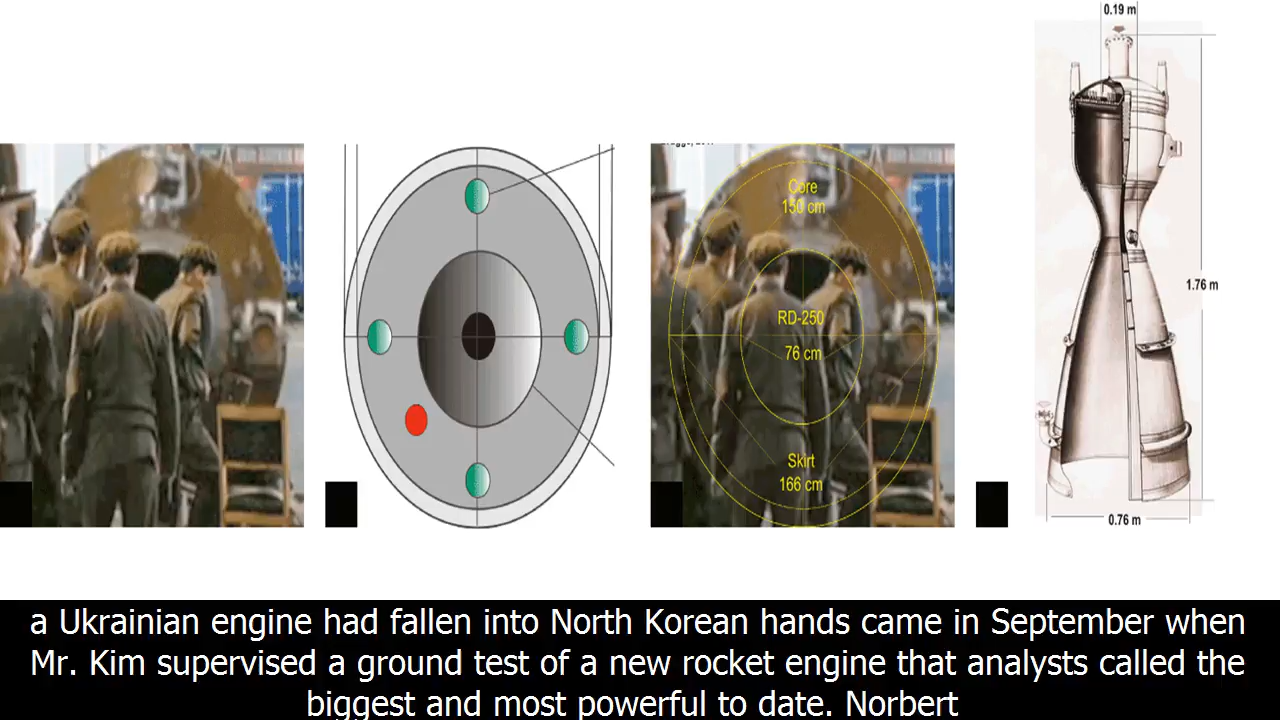 0.19 m
Core
150 cm
RD-250
76 cm
Skirt
166 cm
1.76 m
0.76 m
a Ukrainian engine had fallen into North Korean hands came in September when
Mr. Kim supervised a ground test of a new rocket engine that analysts called the
biggest and most powerful to date. Norbert